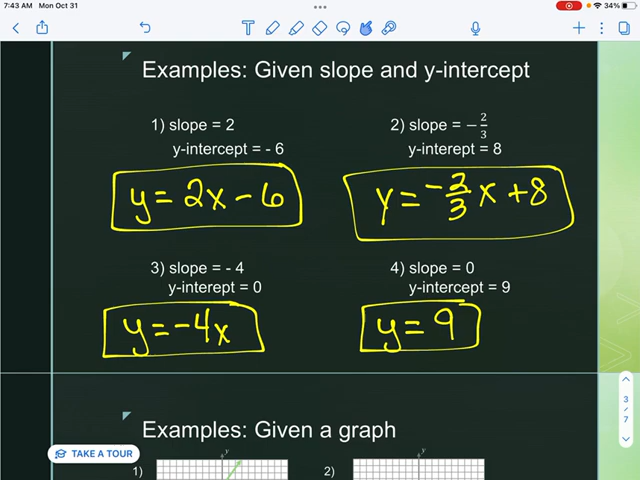 7:43 AM Mon Oct 31
34%
T
Examples: Given slope and y-intercept
1) slope = 2
y-intercept = - 6
y = 2x - 6
2) slope = -2/3
y-interept = 8
y = -2/3 x + 8
3) slope = - 4
y-interept = 0
y = -4x
4) slope = 0
y-intercept = 9
y = 9
3
/
7
Examples: Given a graph
TAKE A TOUR
1)
y
2)
y